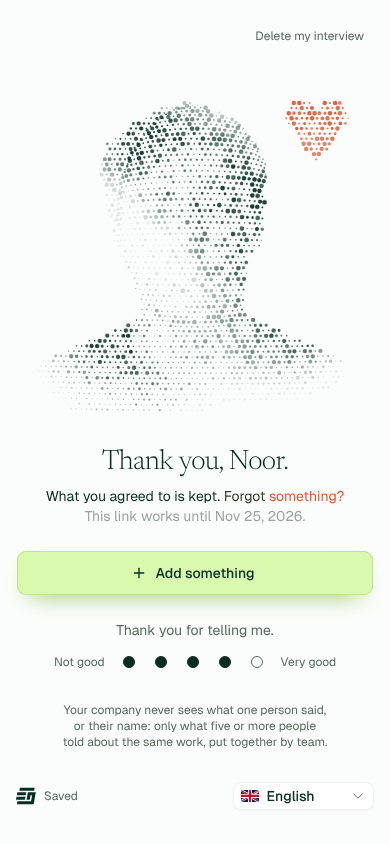 Delete my interview
Thank you, Noor.
What you agreed to is kept. Forgot something?
This link works until Nov 25, 2026.
+ Add something
Thank you for telling me.
Not good
Very good
Your company never sees what one person said,
or their name: only what five or more people
told about the same work, put together by team.
Saved
English